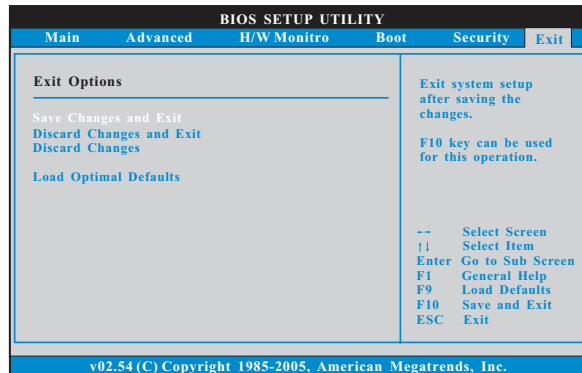 BIOS SETUP UTILITY
Main Advanced H/W Monitro Boot Security Exit
Exit Options
Save Changes and Exit
Discard Changes and Exit
Discard Changes
Load Optimal Defaults
Exit system setup
after saving the
changes.
F10 key can be used
for this operation.
←→ Select Screen
↑↓ Select Item
Enter Go to Sub Screen
F1 General Help
F9 Load Defaults
F10 Save and Exit
ESC Exit
v02.54 (C) Copyright 1985-2005, American Megatrends, Inc.